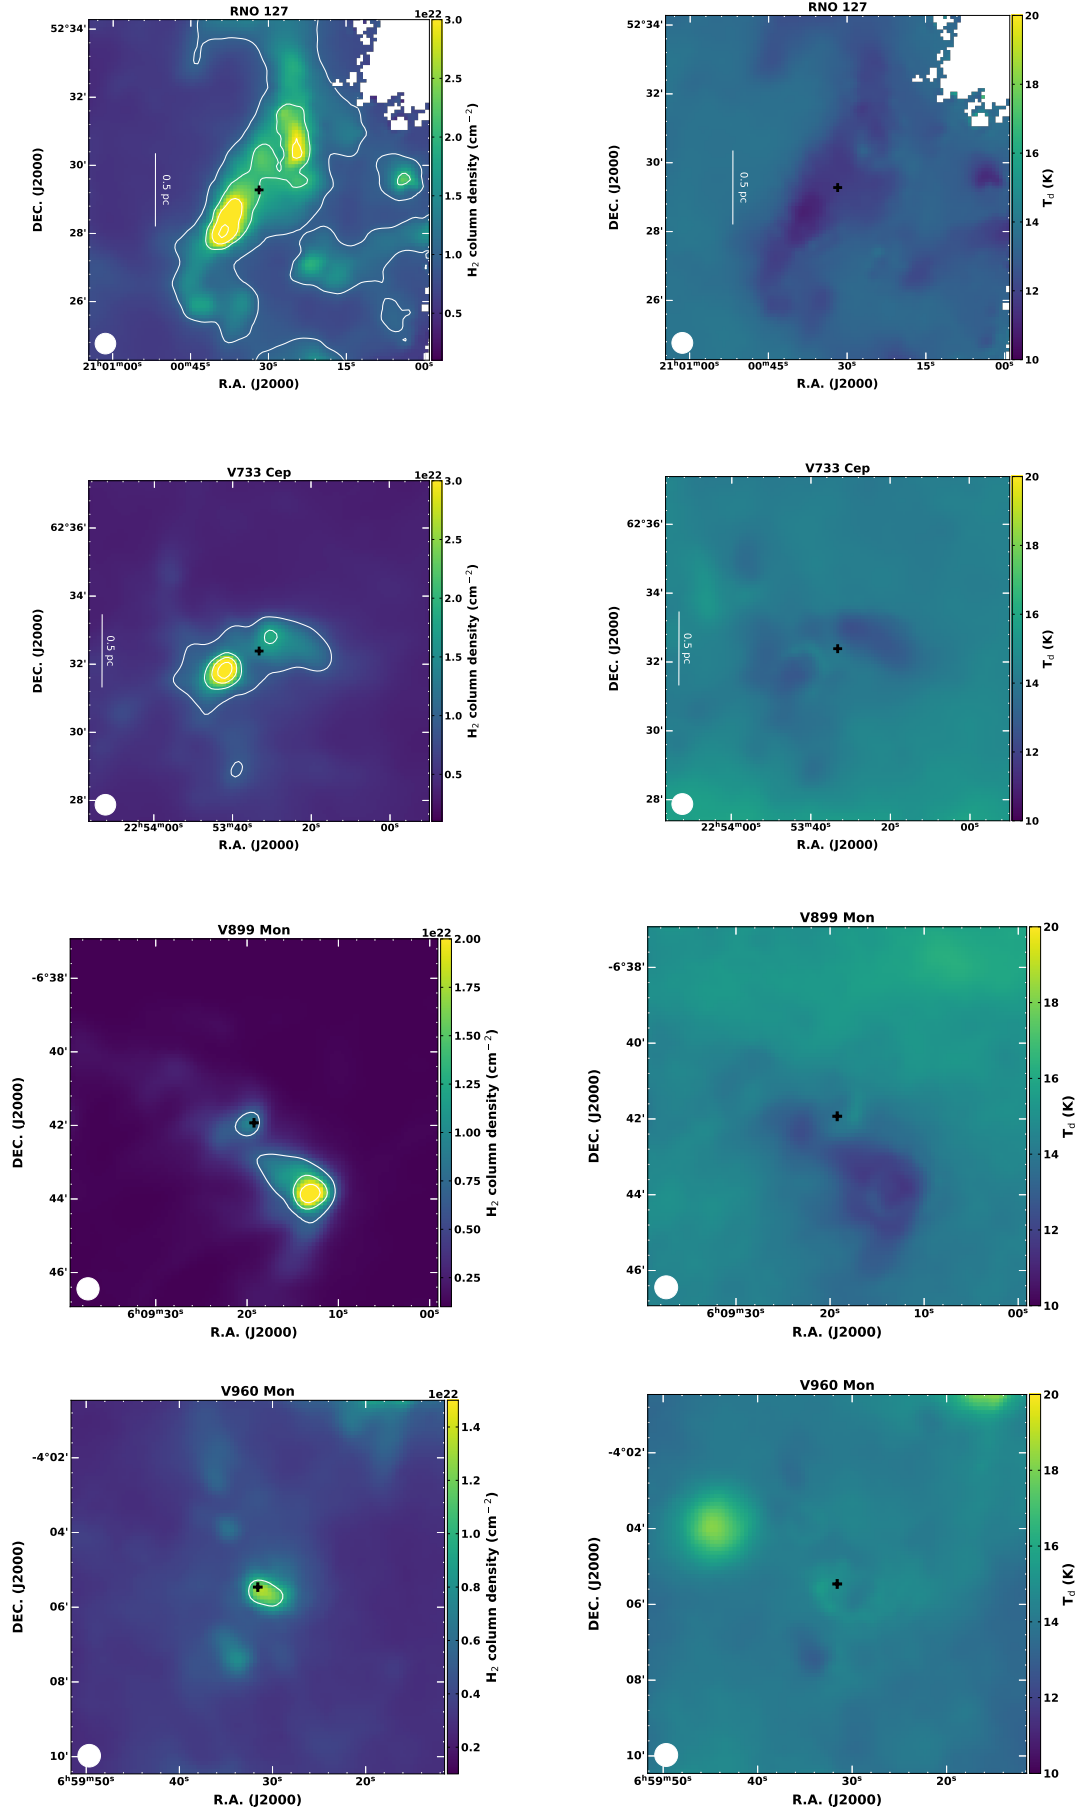 RNO 127
1e22
52°34'
32'
30'
28'
26'
DEC. (J2000)
0.5 pc
21ʰ01ᵐ00ˢ 00ᵐ45ˢ 30ˢ 15ˢ 00ˢ
R.A. (J2000)
3.0
2.5
2.0
1.5
1.0
0.5
H₂ column density (cm⁻²)
RNO 127
52°34'
32'
30'
28'
26'
DEC. (J2000)
0.5 pc
21ʰ01ᵐ00ˢ 00ᵐ45ˢ 30ˢ 15ˢ 00ˢ
R.A. (J2000)
20
18
16
14
12
10
T_d (K)
V733 Cep
1e22
62°36'
34'
32'
30'
28'
DEC. (J2000)
0.5 pc
22ʰ54ᵐ00ˢ 53ᵐ40ˢ 20ˢ 00ˢ
R.A. (J2000)
3.0
2.5
2.0
1.5
1.0
0.5
H₂ column density (cm⁻²)
V733 Cep
62°36'
34'
32'
30'
28'
DEC. (J2000)
0.5 pc
22ʰ54ᵐ00ˢ 53ᵐ40ˢ 20ˢ 00ˢ
R.A. (J2000)
20
18
16
14
12
10
T_d (K)
V899 Mon
1e22
-6°38'
40'
42'
44'
46'
DEC. (J2000)
6ʰ09ᵐ30ˢ 20ˢ 10ˢ 00ˢ
R.A. (J2000)
2.00
1.75
1.50
1.25
1.00
0.75
0.50
0.25
H₂ column density (cm⁻²)
V899 Mon
-6°38'
40'
42'
44'
46'
DEC. (J2000)
6ʰ09ᵐ30ˢ 20ˢ 10ˢ 00ˢ
R.A. (J2000)
20
18
16
14
12
10
T_d (K)
V960 Mon
1e22
-4°02'
04'
06'
08'
10'
DEC. (J2000)
6ʰ59ᵐ50ˢ 40ˢ 30ˢ 20ˢ
R.A. (J2000)
1.4
1.2
1.0
0.8
0.6
0.4
0.2
H₂ column density (cm⁻²)
V960 Mon
-4°02'
04'
06'
08'
10'
DEC. (J2000)
6ʰ59ᵐ50ˢ 40ˢ 30ˢ 20ˢ
R.A. (J2000)
20
18
16
14
12
10
T_d (K)